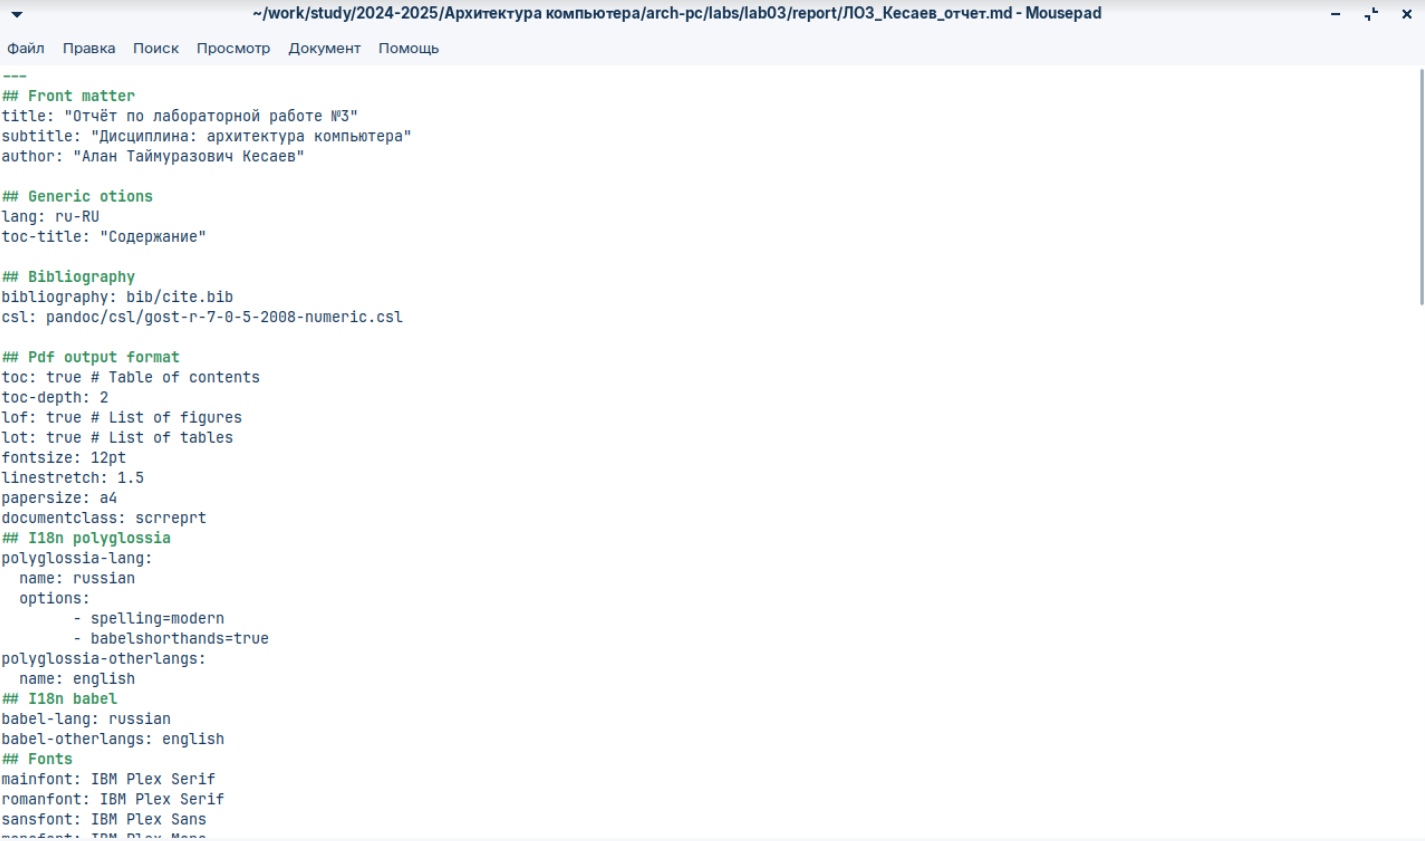 ~/work/study/2024-2025/Архитектура компьютера/arch-pc/labs/lab03/report/ЛО3_Кесаев_отчет.md - Mousepad
Файл Правка Поиск Просмотр Документ Помощь
---
## Front matter
title: "Отчёт по лабораторной работе №3"
subtitle: "Дисциплина: архитектура компьютера"
author: "Алан Таймуразович Кесаев"

## Generic otions
lang: ru-RU
toc-title: "Содержание"

## Bibliography
bibliography: bib/cite.bib
csl: pandoc/csl/gost-r-7-0-5-2008-numeric.csl

## Pdf output format
toc: true # Table of contents
toc-depth: 2
lof: true # List of figures
lot: true # List of tables
fontsize: 12pt
linestretch: 1.5
papersize: a4
documentclass: scrreprt
## I18n polyglossia
polyglossia-lang:
  name: russian
  options:
	- spelling=modern
	- babelshorthands=true
polyglossia-otherlangs:
  name: english
## I18n babel
babel-lang: russian
babel-otherlangs: english
## Fonts
mainfont: IBM Plex Serif
romanfont: IBM Plex Serif
sansfont: IBM Plex Sans
monofont: IBM Plex Mono